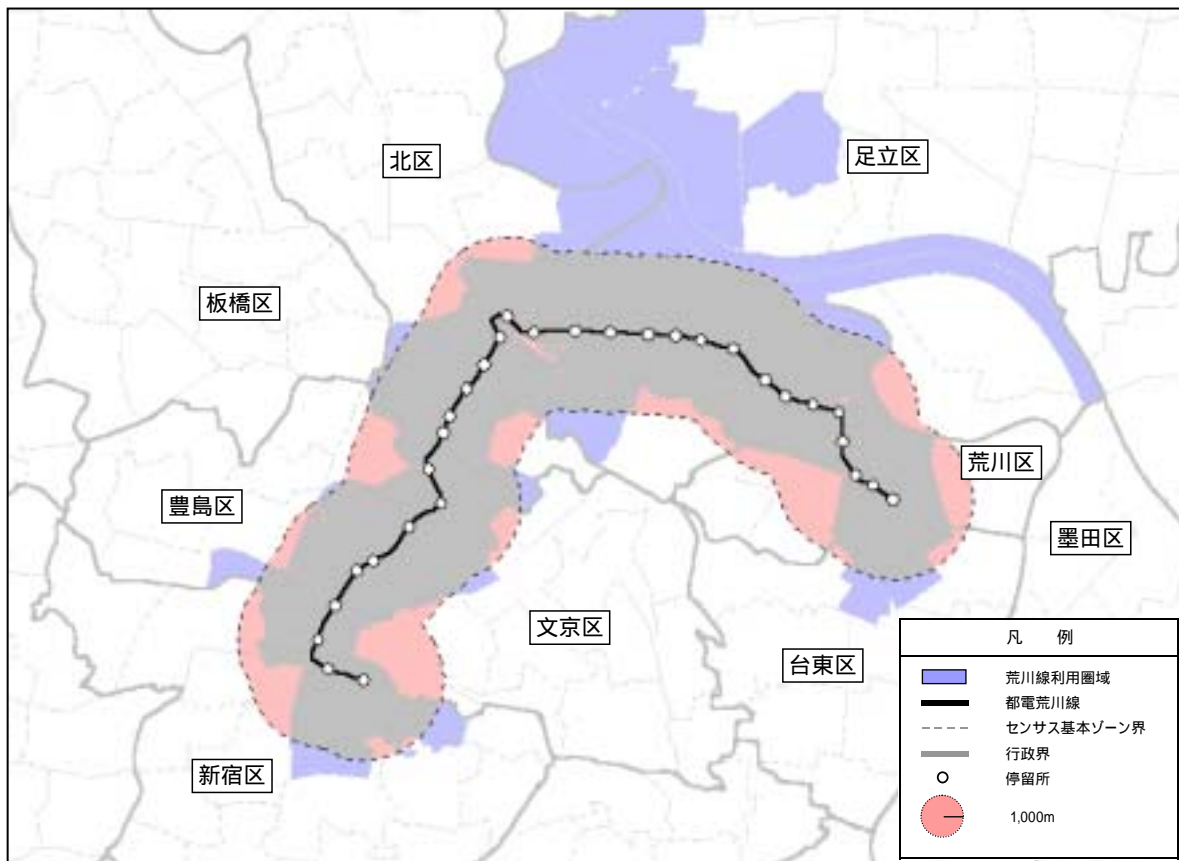 北区
足立区
板橋区
荒川区
豊島区
墨田区
文京区
台東区
新宿区
凡 例
荒川線利用圏域
都電荒川線
センサス基本ゾーン界
行政界
停留所
1,000m